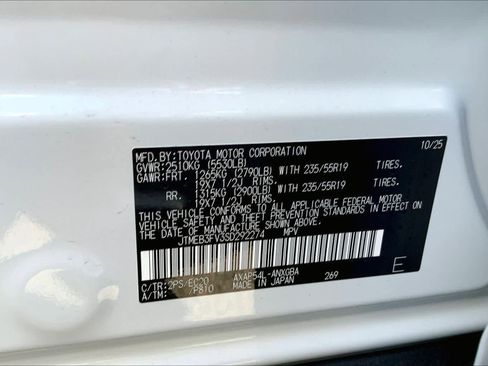 MFD. BY: TOYOTA MOTOR CORPORATION 10/25
GVWR: 2510KG (5530LB)
GAWR: FRT. 1265KG (2790LB) WITH 235/55R19 TIRES.
19X7 1/2J RIMS.
RR. 1315KG (2900LB) WITH 235/55R19 TIRES.
19X7 1/2J RIMS.
THIS VEHICLE CONFORMS TO ALL APPLICABLE FEDERAL MOTOR
VEHICLE SAFETY, BUMPER, AND THEFT PREVENTION STANDARDS IN EFFECT ON
THE DATE OF MANUFACTURE SHOWN ABOVE.
JTMEB3FV3SD292274 MPV
C/TR: 2PS/EC20 AXAP54L-ANXGBA 269 E
A/TM: /P810 MADE IN JAPAN